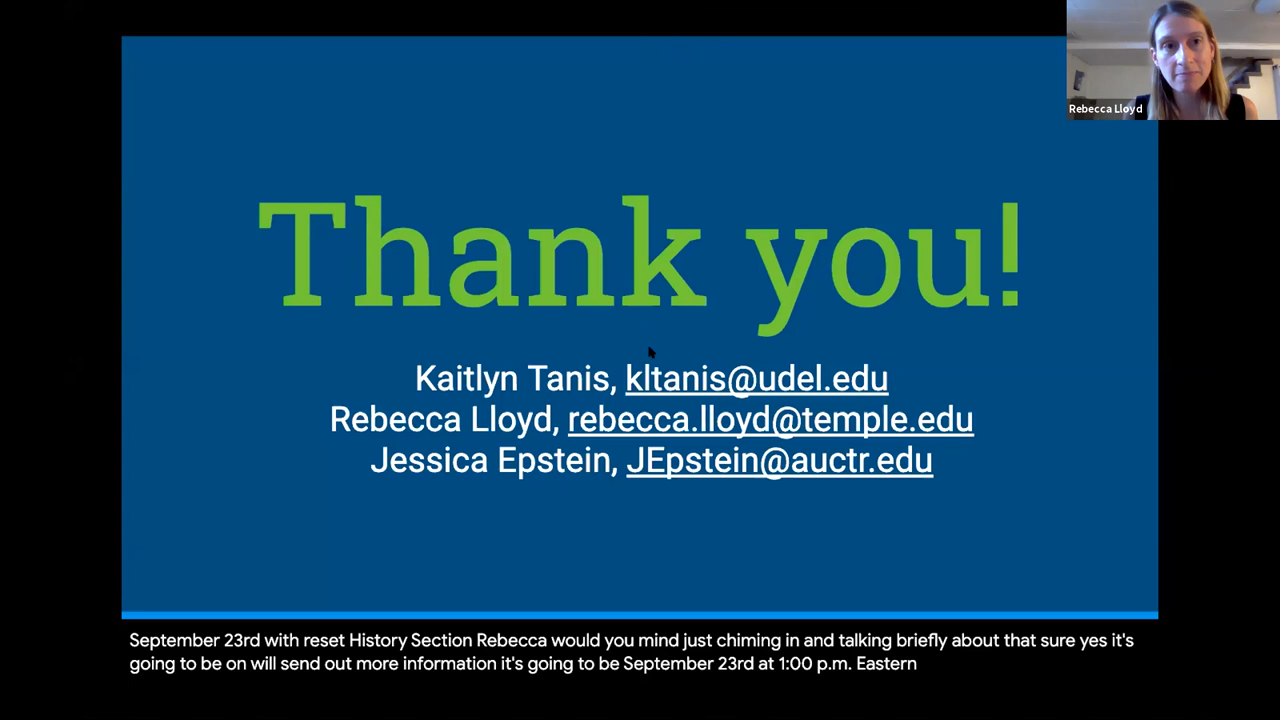 Rebecca Lloyd
Thank you!
Kaitlyn Tanis, kltanis@udel.edu
Rebecca Lloyd, rebecca.lloyd@temple.edu
Jessica Epstein, JEpstein@auctr.edu
September 23rd with reset History Section Rebecca would you mind just chiming in and talking briefly about that sure yes it's
going to be on will send out more information it's going to be September 23rd at 1:00 p.m. Eastern